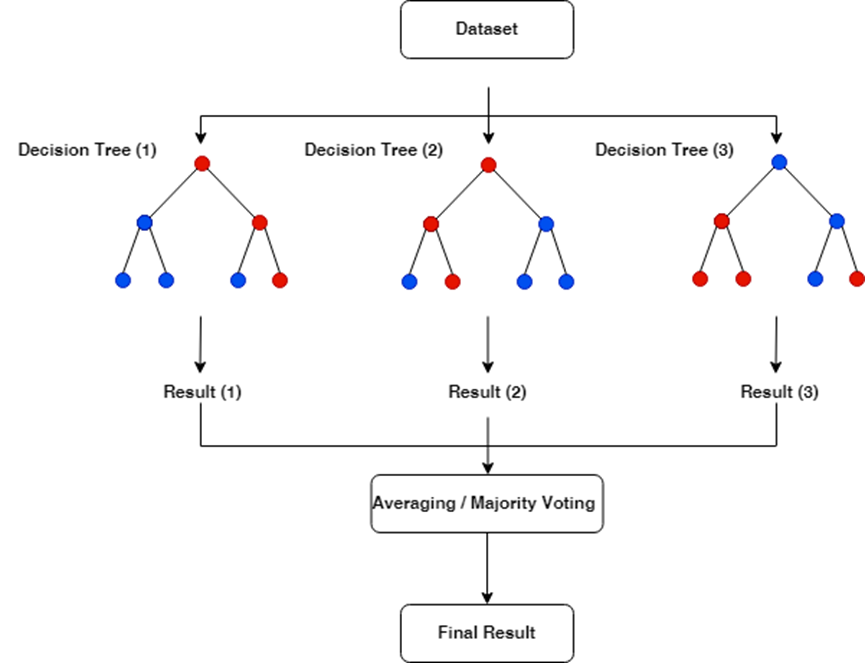 Dataset
Decision Tree (1)
Decision Tree (2)
Decision Tree (3)
Result (1)
Result (2)
Result (3)
Averaging / Majority Voting
Final Result